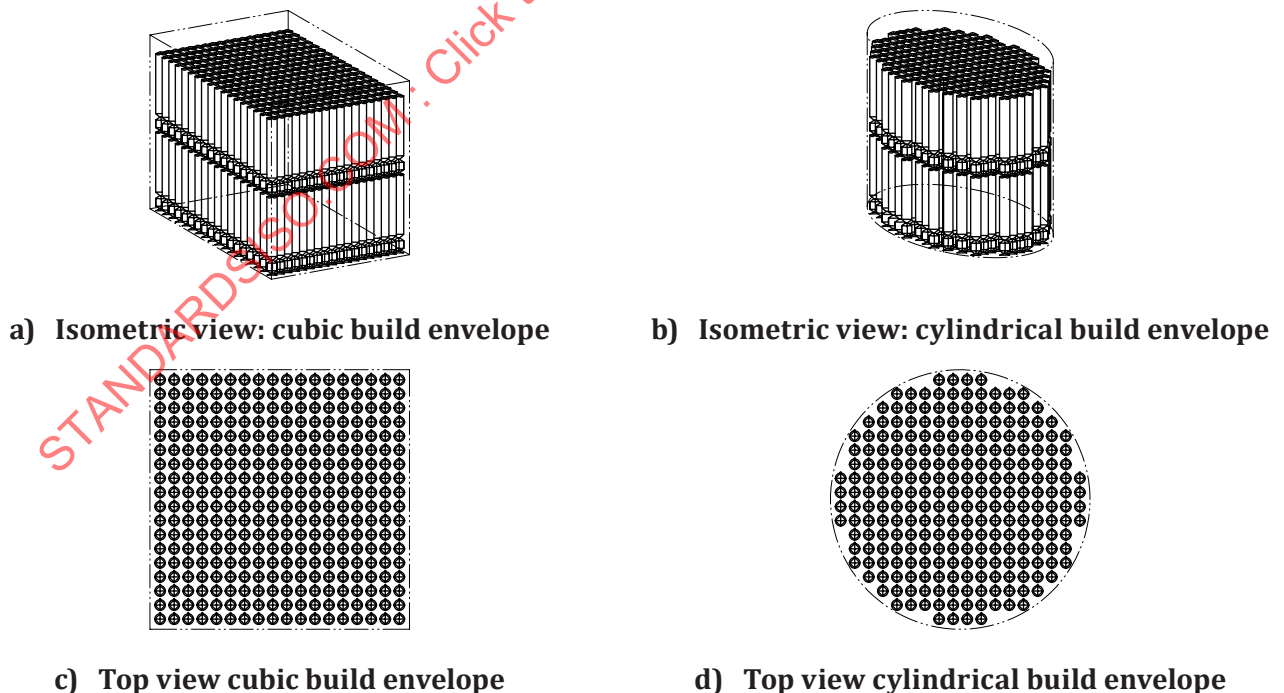 STANDARDSISO.COM : Click t
a) Isometric view: cubic build envelope
b) Isometric view: cylindrical build envelope
c) Top view cubic build envelope
d) Top view cylindrical build envelope